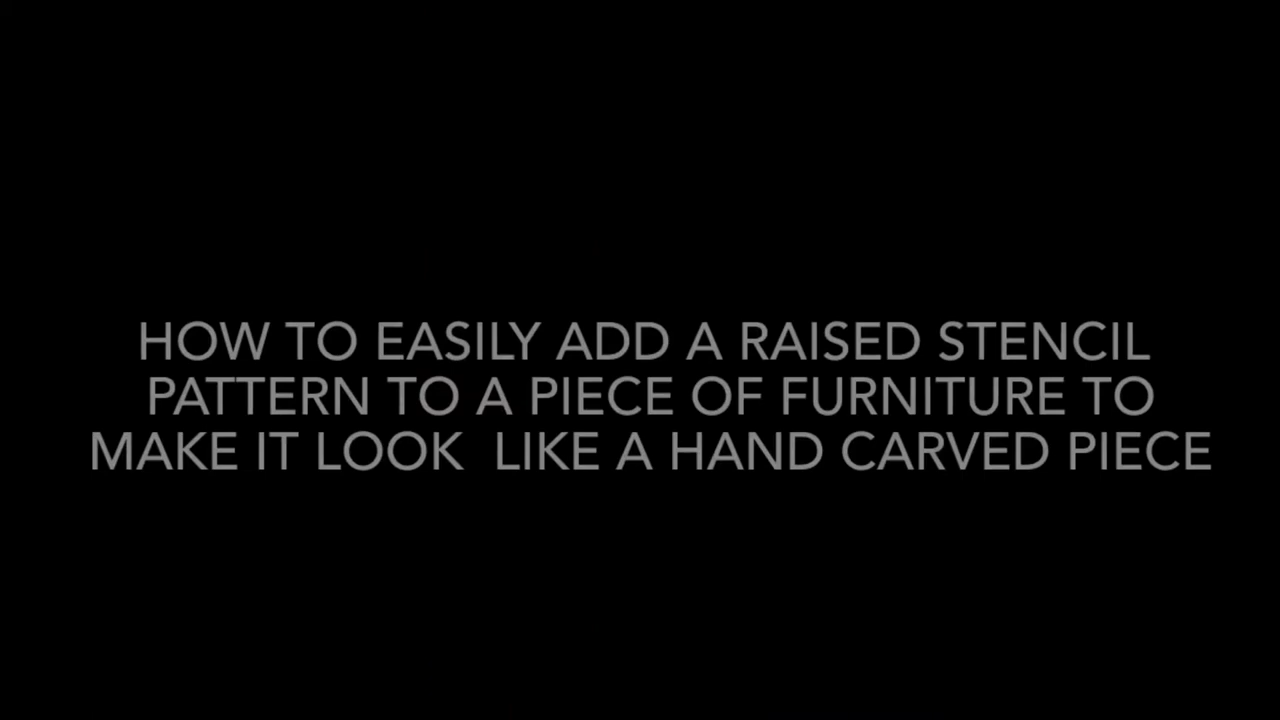 HOW TO EASILY ADD A RAISED STENCIL
PATTERN TO A PIECE OF FURNITURE TO
MAKE IT LOOK  LIKE A HAND CARVED PIECE